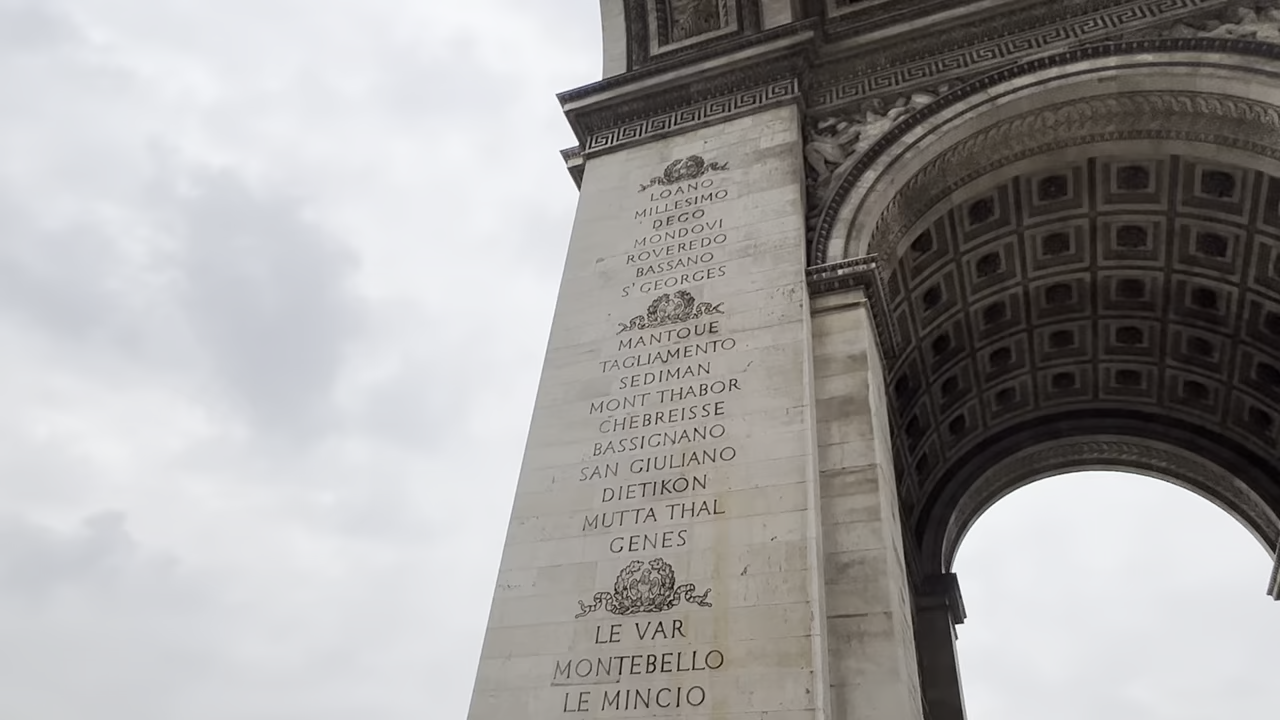 LOANO
MILLESIMO
DEGO
MONDOVI
ROVEREDO
BASSANO
ST GEORGES
MANTOUE
TAGLIAMENTO
SEDIMAN
MONT THABOR
CHEBREISSE
BASSIGNANO
SAN GIULIANO
DIETIKON
MUTTA THAL
GENES
LE VAR
MONTEBELLO
LE MINCIO